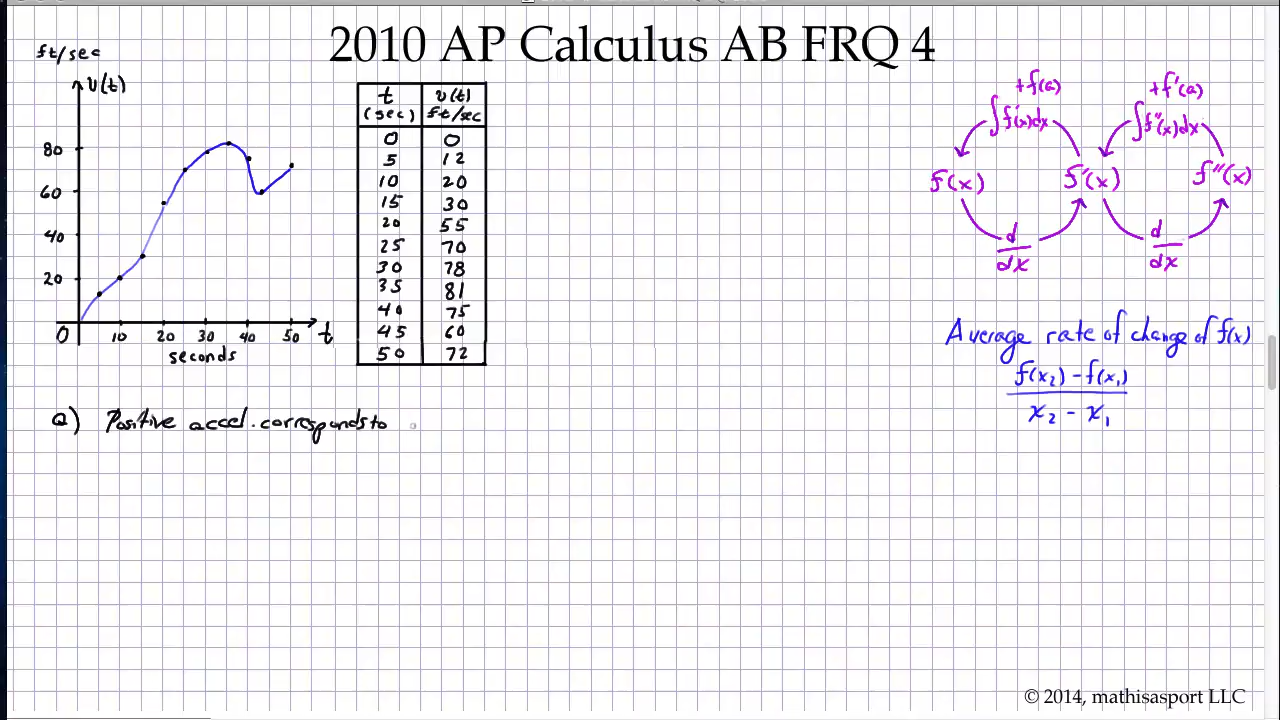 2010 AP Calculus AB FRQ 4
ft/sec
v(t)
80
60
40
20
0 10 20 30 40 50 t
seconds
t v(t)
(sec) ft/sec
0 0
5 12
10 20
15 30
20 55
25 70
30 78
35 81
40 75
45 60
50 72
+f(a) +f'(a)
∫f'(x)dx ∫f''(x)dx
f(x) f'(x) f''(x)
d d
dx dx
Average rate of change of f(x)
f(x₂) - f(x₁)
x₂ - x₁
a) Positive accel. corresponds to
© 2014, mathisasport LLC